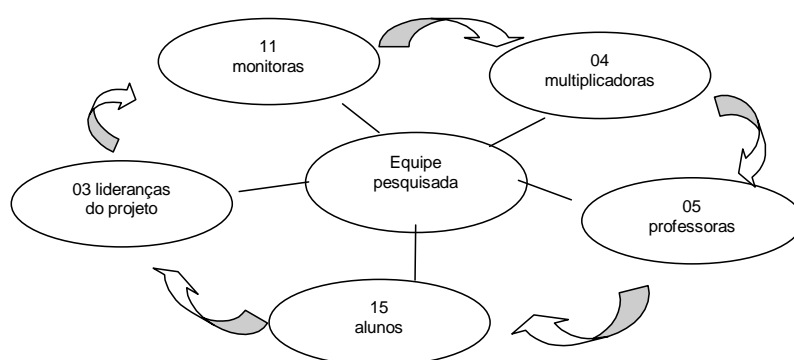 11
monitoras
04
multiplicadoras
Equipe
pesquisada
03 lideranças
do projeto
05
professoras
15
alunos